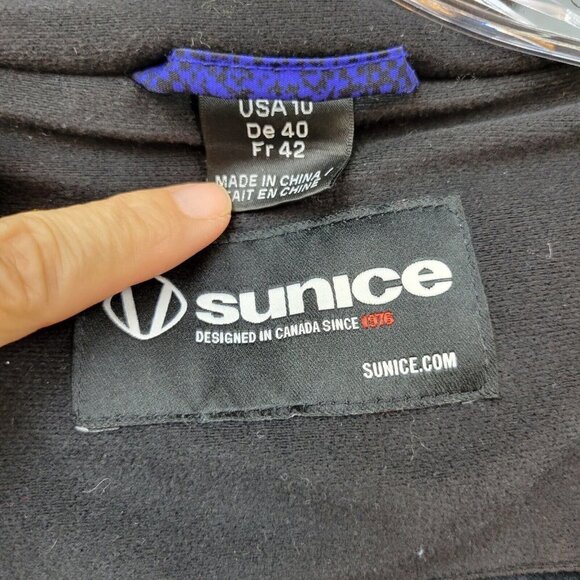 USA 10
De 40
Fr 42
MADE IN CHINA /
FAIT EN CHINE
sunice
DESIGNED IN CANADA SINCE 1976
SUNICE.COM